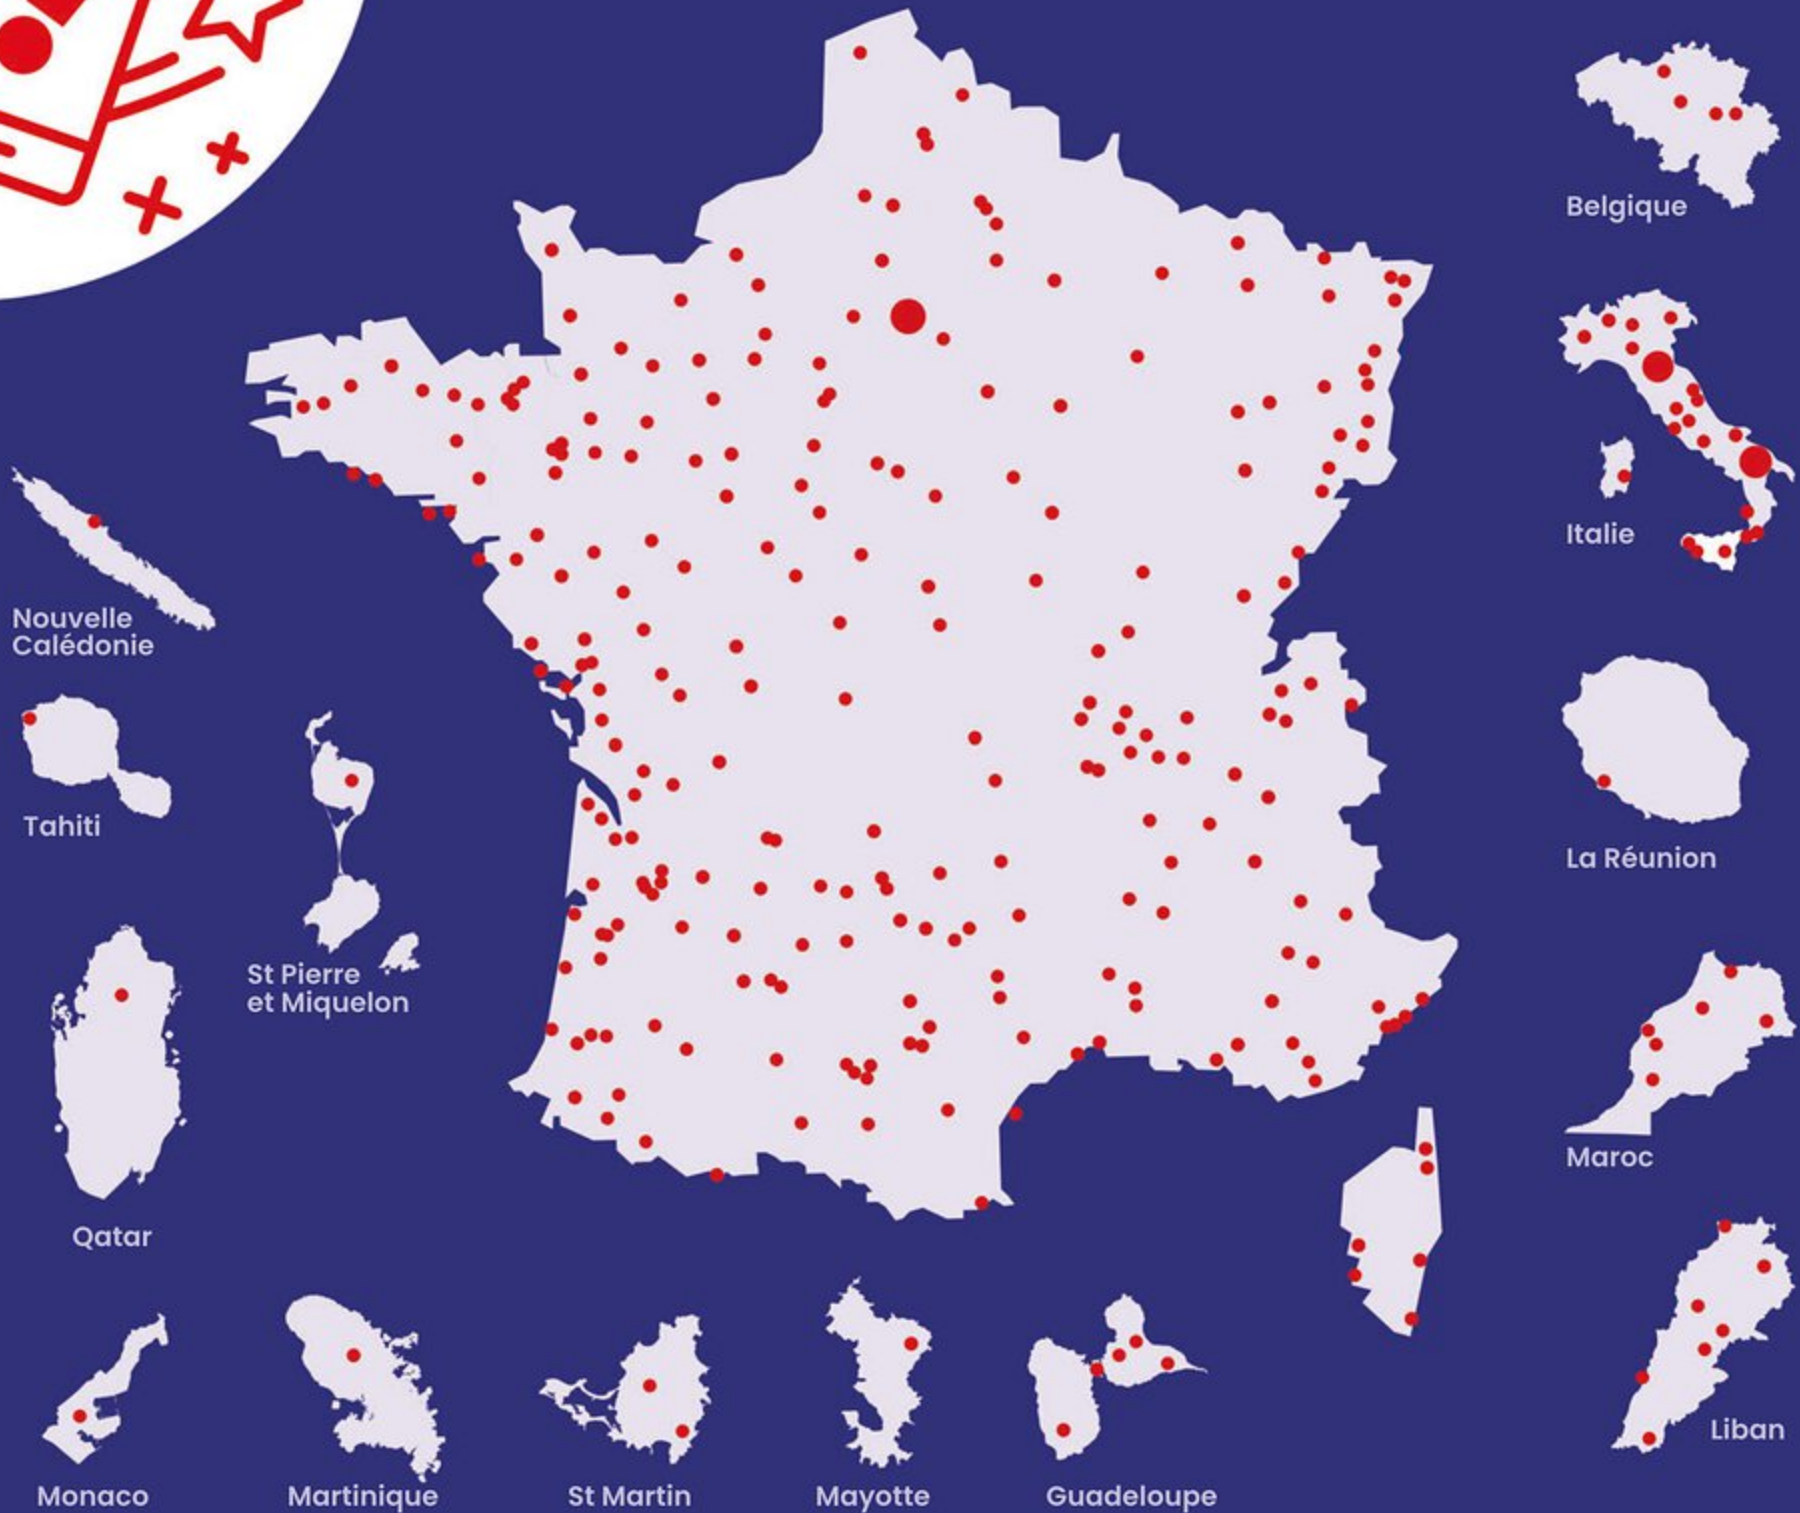 Belgique
Italie
Nouvelle
Calédonie
Tahiti
St Pierre
et Miquelon
La Réunion
Qatar
Maroc
Liban
Monaco
Martinique
St Martin
Mayotte
Guadeloupe